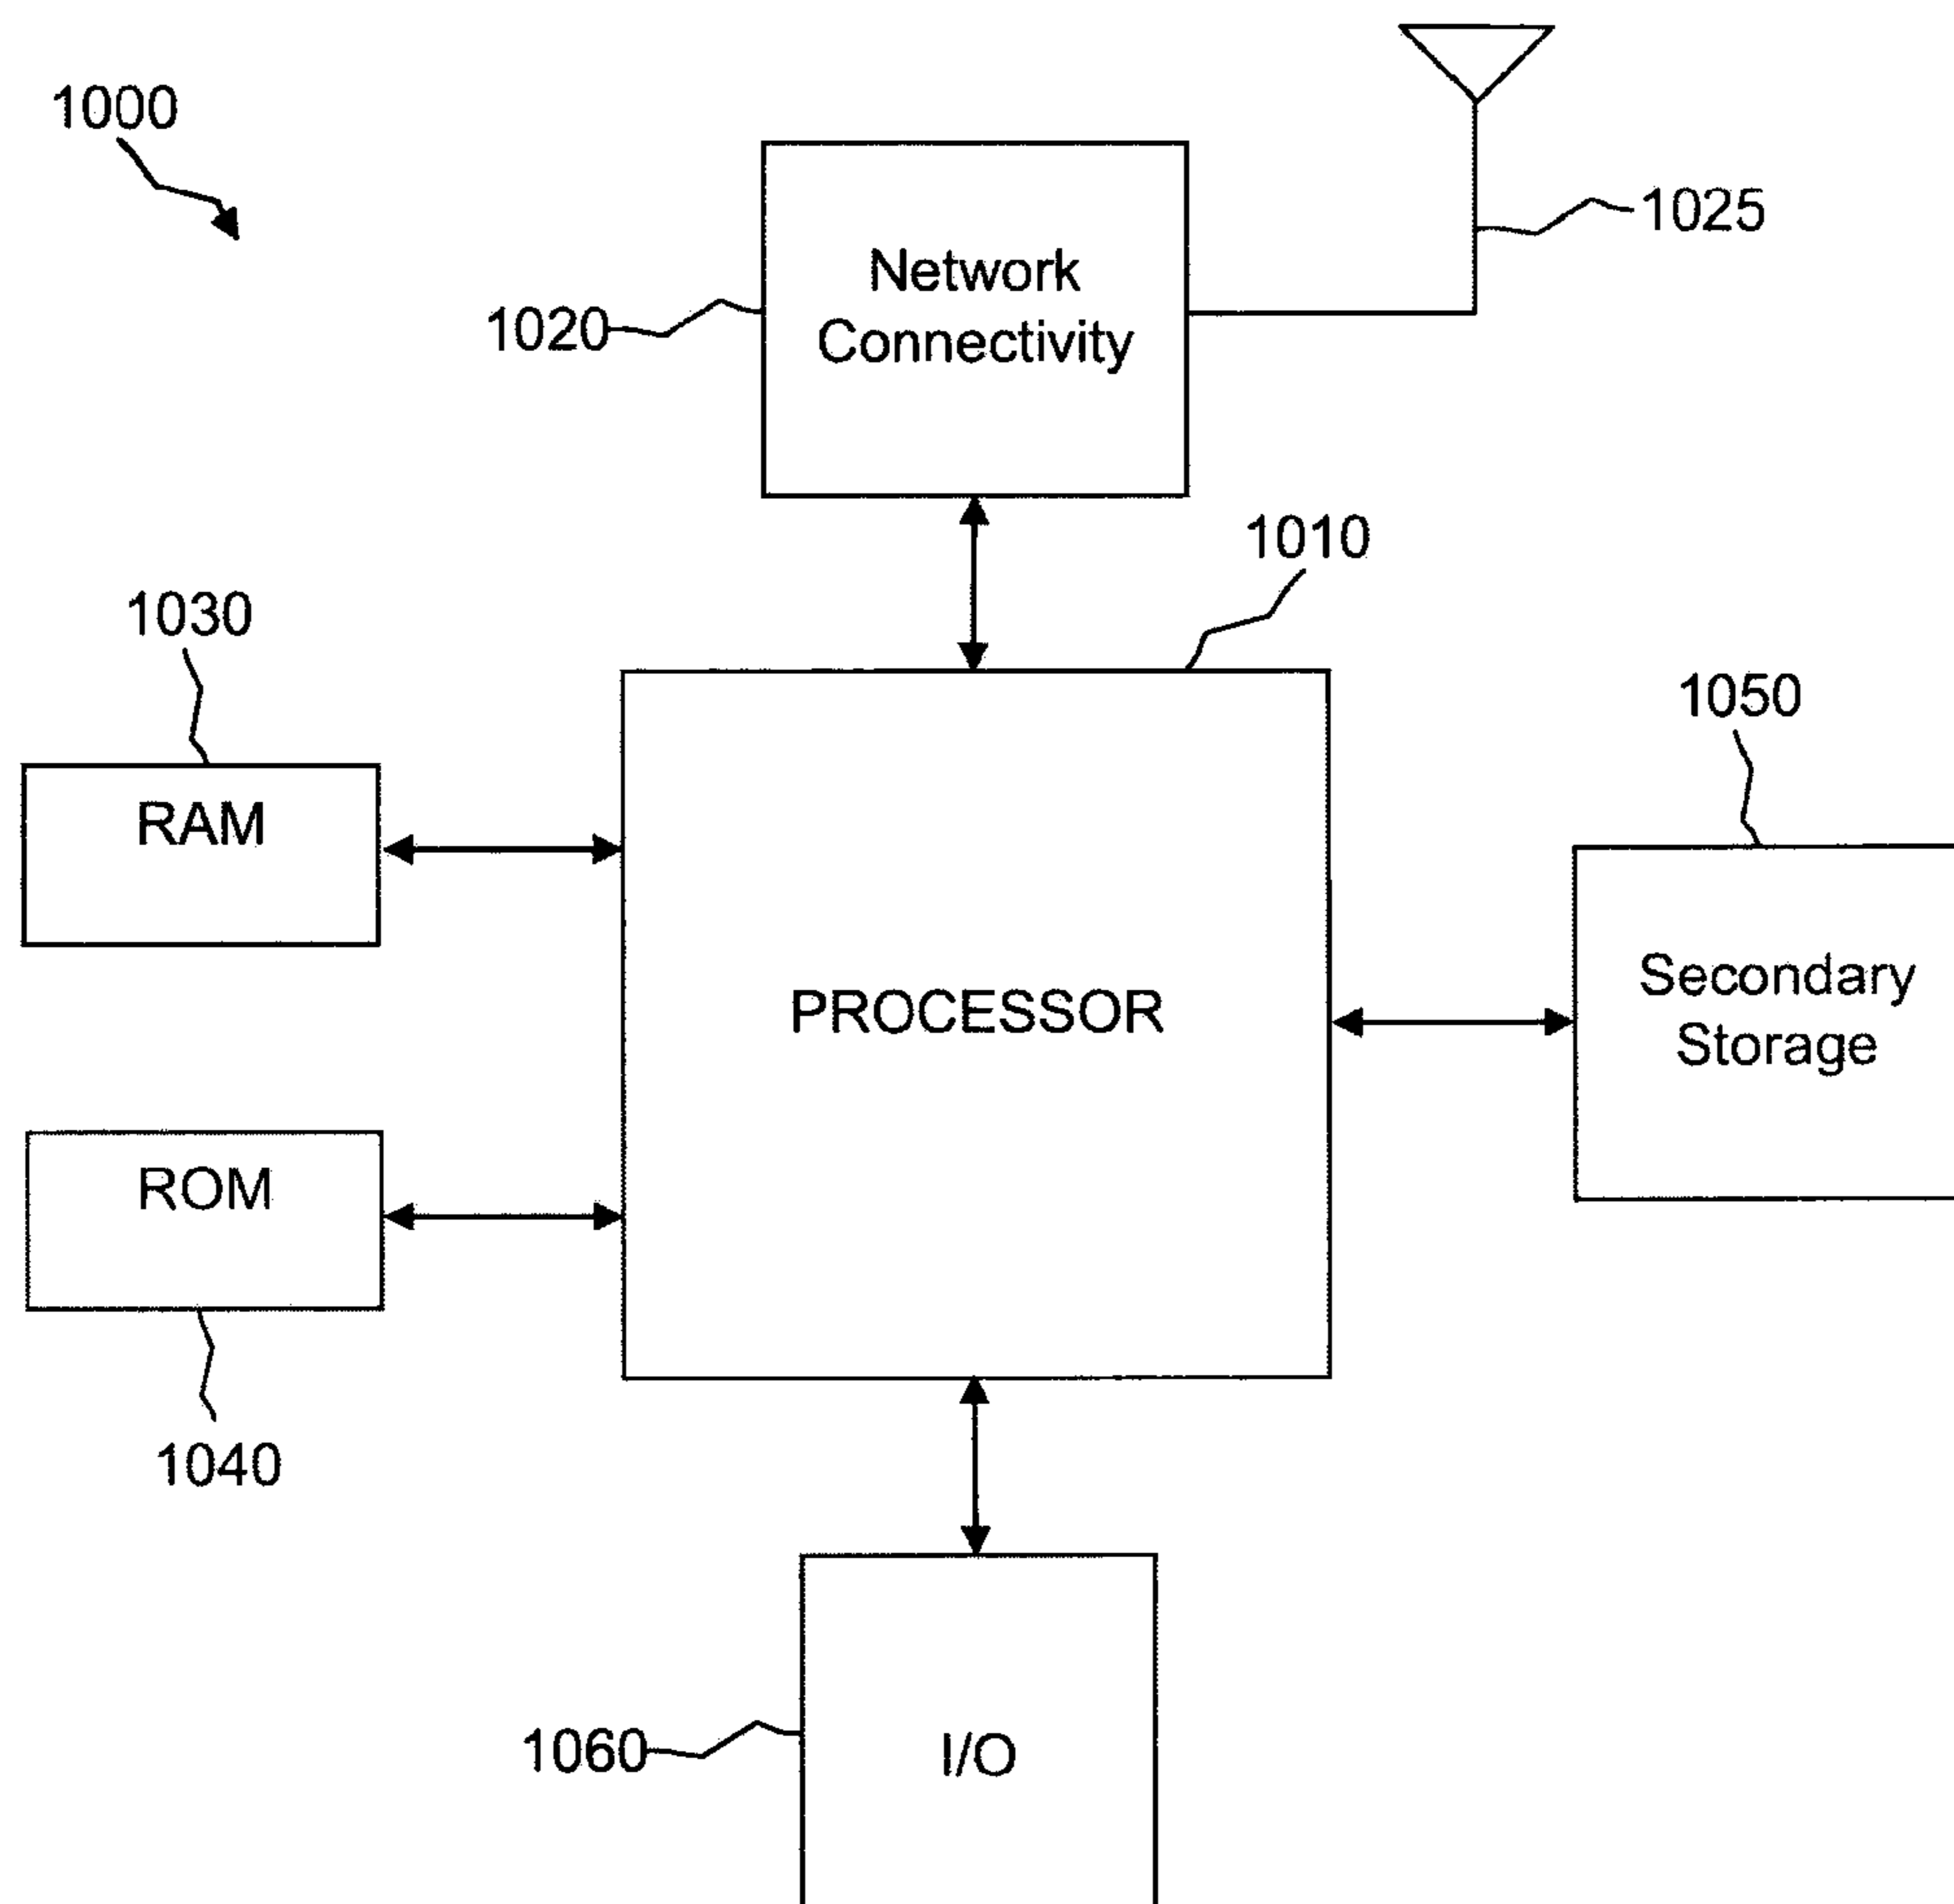 1000
1025
Network
Connectivity
1020
1010
1030
1050
RAM
Secondary
Storage
PROCESSOR
ROM
1040
1060
I/O